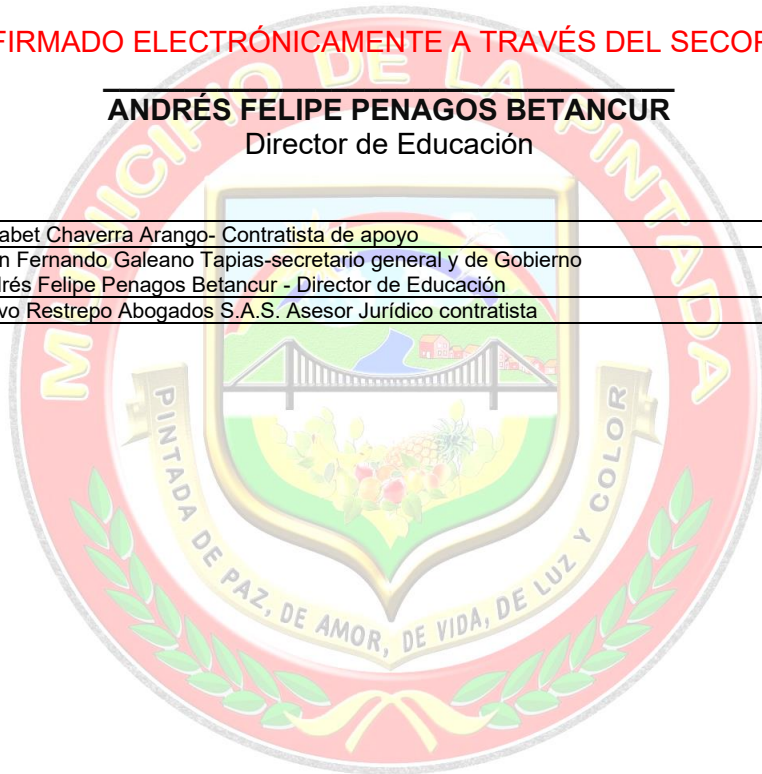 FIRMADO ELECTRÓNICAMENTE A TRAVÉS DEL SECOP
ANDRÉS FELIPE PENAGOS BETANCUR
Director de Educación
abet Chaverra Arango- Contratista de apoyo
n Fernando Galeano Tapias-secretario general y de Gobierno
drés Felipe Penagos Betancur - Director de Educación
vo Restrepo Abogados S.A.S. Asesor Jurídico contratista
MUNICIPIO DE LA PINTADA
PINTADA DE PAZ, DE AMOR, DE VIDA, DE LUZ Y COLOR